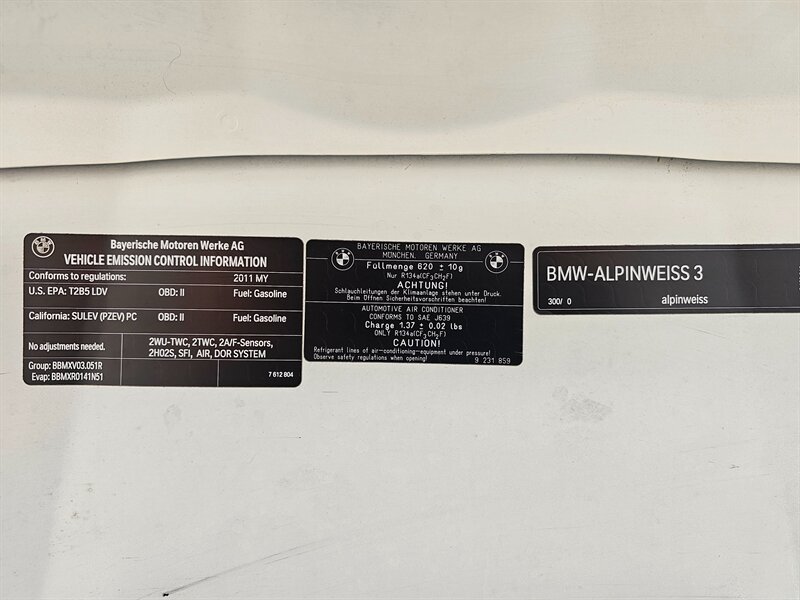 Bayerische Motoren Werke AG
VEHICLE EMISSION CONTROL INFORMATION
Conforms to regulations: 2011 MY
U.S. EPA: T2B5 LDV OBD: II Fuel: Gasoline
California: SULEV (PZEV) PC OBD: II Fuel: Gasoline
No adjustments needed.
2WU-TWC, 2TWC, 2A/F-Sensors,
2HO2S, SFI, AIR, DOR SYSTEM
Group: BBMXV03.051R
Evap: BBMXR0141N51
7 612 804
BAYERISCHE MOTOREN WERKE AG
MÜNCHEN, GERMANY
Füllmenge 620 ± 10g
Nur R134a(CF3CH2F)
ACHTUNG!
Schlauchleitungen der Klimaanlage stehen unter Druck.
Beim Öffnen Sicherheitsvorschriften beachten!
AUTOMOTIVE AIR CONDITIONER
CONFORMS TO SAE J639
Charge 1.37 ± 0.02 lbs
ONLY R134a(CF3CH2F)
CAUTION!
Refrigerant lines of air-conditioning-equipment under pressure!
Observe safety regulations when opening!
9 231 859
BMW-ALPINWEISS 3
300/ 0 alpinweiss